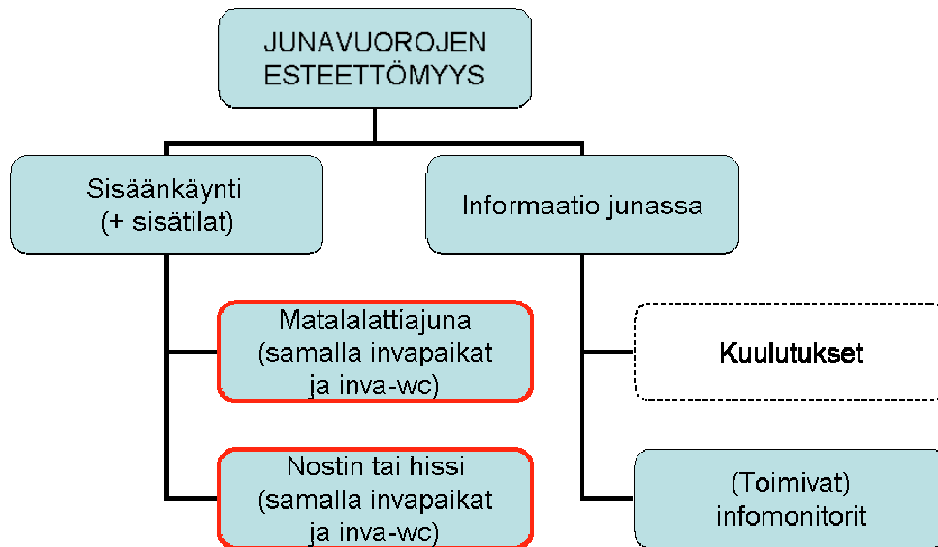 JUNAVUOROJEN
ESTEETTÖMYYS
Sisäänkäynti
(+ sisätilat)
Informaatio junassa
Matalalattiajuna
(samalla invapaikat
ja inva-wc)
Kuulutukset
Nostin tai hissi
(samalla invapaikat
ja inva-wc)
(Toimivat)
infomonitorit